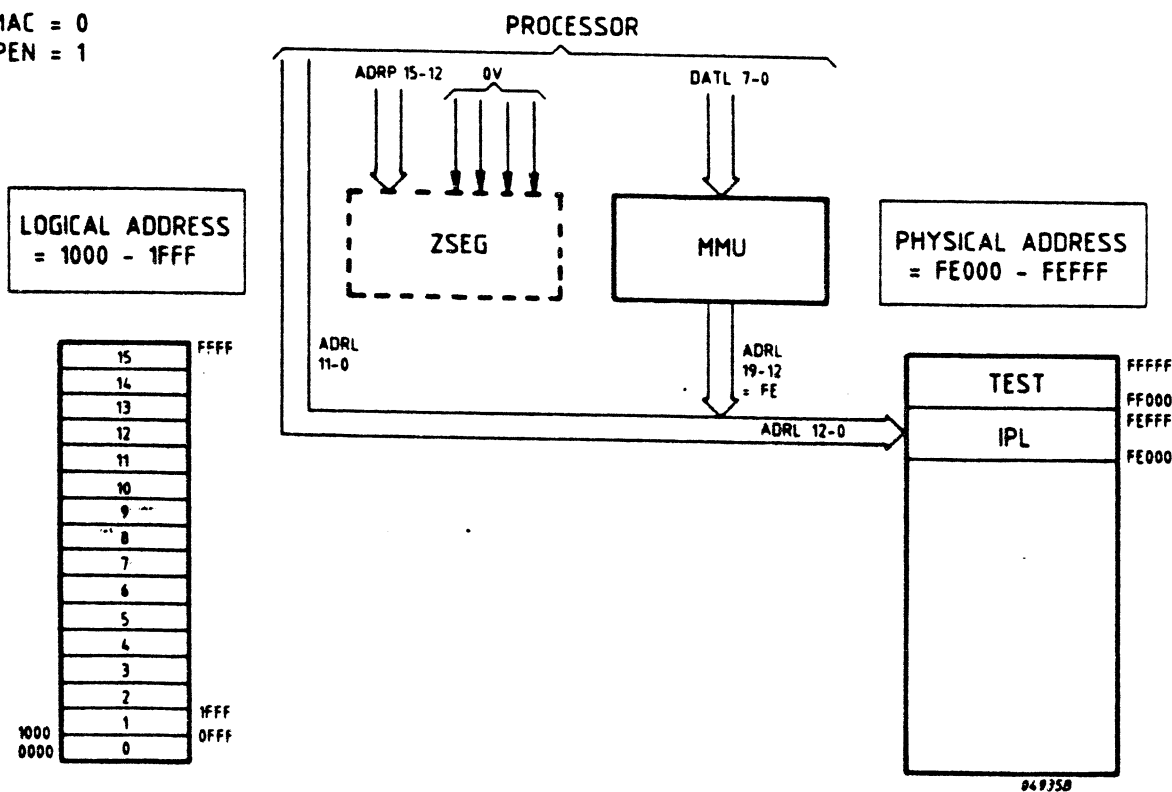 MAC = 0
PEN = 1
PROCESSOR
ADRP 15-12
0V
DATL 7-0
LOGICAL ADDRESS
= 1000 - 1FFF
ZSEG
MMU
PHYSICAL ADDRESS
= FE000 - FEFFF
ADRL
11-0
ADRL
19-12
= FE
ADRL 12-0
15
FFFF
14
13
12
11
10
9
8
7
6
5
4
3
2
1FFF
1
1000
0FFF
0000
0
TEST
FFFFF
FF000
IPL
FEFFF
FE000
84935B